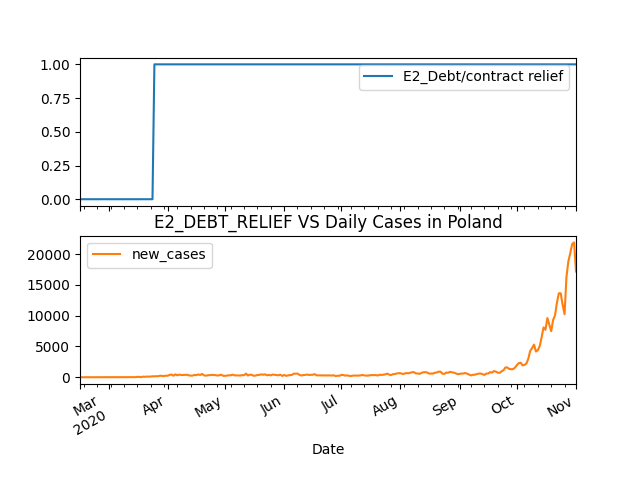 1.00
0.75
0.50
0.25
0.00
E2_Debt/contract relief
E2_DEBT_RELIEF VS Daily Cases in Poland
20000
15000
10000
5000
0
new_cases
Mar
2020
Apr
May
Jun
Jul
Aug
Sep
Oct
Nov
Date